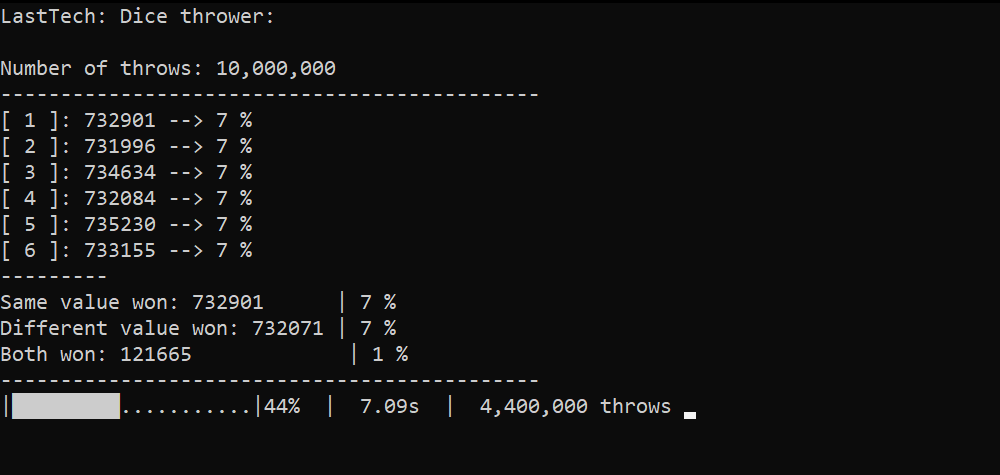 LastTech: Dice thrower:
Number of throws: 10,000,000
---------------------------------------------
[ 1 ]: 732901 --> 7 %
[ 2 ]: 731996 --> 7 %
[ 3 ]: 734634 --> 7 %
[ 4 ]: 732084 --> 7 %
[ 5 ]: 735230 --> 7 %
[ 6 ]: 733155 --> 7 %
---------
Same value won: 732901      | 7 %
Different value won: 732071 | 7 %
Both won: 121665             | 1 %
---------------------------------------------
|█████████...........|44%  |  7.09s  |  4,400,000 throws